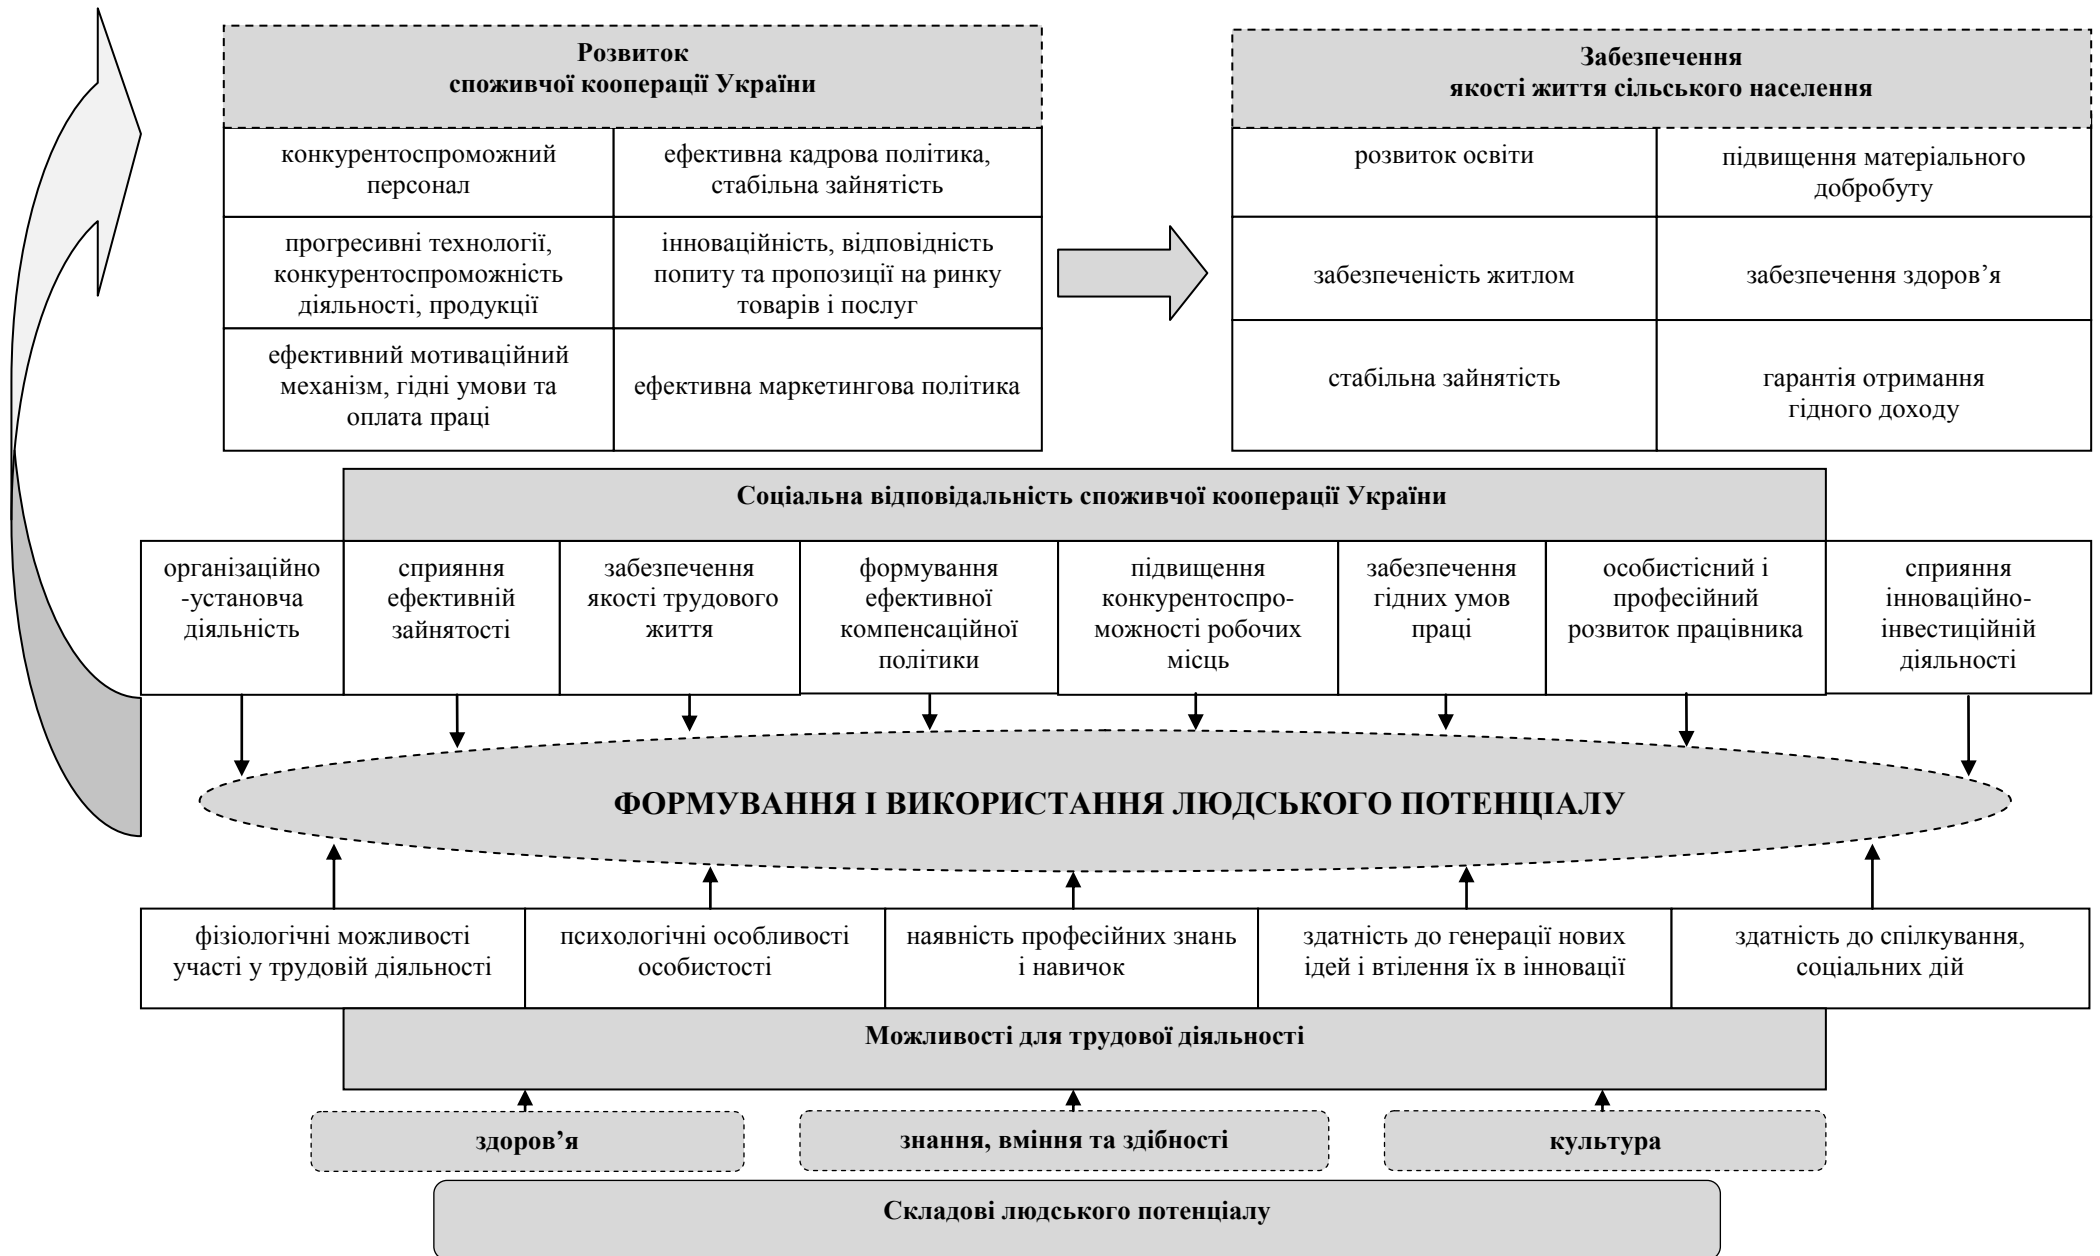 Розвиток
споживчої кооперації України
конкурентоспроможний
персонал
ефективна кадрова політика,
стабільна зайнятість
прогресивні технології,
конкурентоспроможність
діяльності, продукції
інноваційність, відповідність
попиту та пропозиції на ринку
товарів і послуг
ефективний мотиваційний
механізм, гідні умови та
оплата праці
ефективна маркетингова політика
Забезпечення
якості життя сільського населення
розвиток освіти
підвищення матеріального
добробуту
забезпеченість житлом
забезпечення здоров’я
стабільна зайнятість
гарантія отримання
гідного доходу
Соціальна відповідальність споживчої кооперації України
організаційно
-установча
діяльність
сприяння
ефективній
зайнятості
забезпечення
якості трудового
життя
формування
ефективної
компенсаційної
політики
підвищення
конкурентоспро-
можності робочих
місць
забезпечення
гідних умов
праці
особистісний і
професійний
розвиток працівника
сприяння
інноваційно-
інвестиційній
діяльності
ФОРМУВАННЯ І ВИКОРИСТАННЯ ЛЮДСЬКОГО ПОТЕНЦІАЛУ
фізіологічні можливості
участі у трудовій діяльності
психологічні особливості
особистості
наявність професійних знань
і навичок
здатність до генерації нових
ідей і втілення їх в інновації
здатність до спілкування,
соціальних дій
Можливості для трудової діяльності
здоров’я
знання, вміння та здібності
культура
Складові людського потенціалу